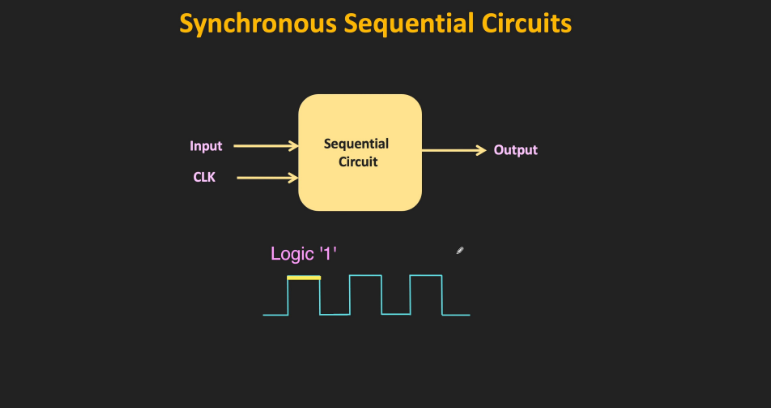 Synchronous Sequential Circuits
Input
CLK
Sequential
Circuit
Output
Logic '1'